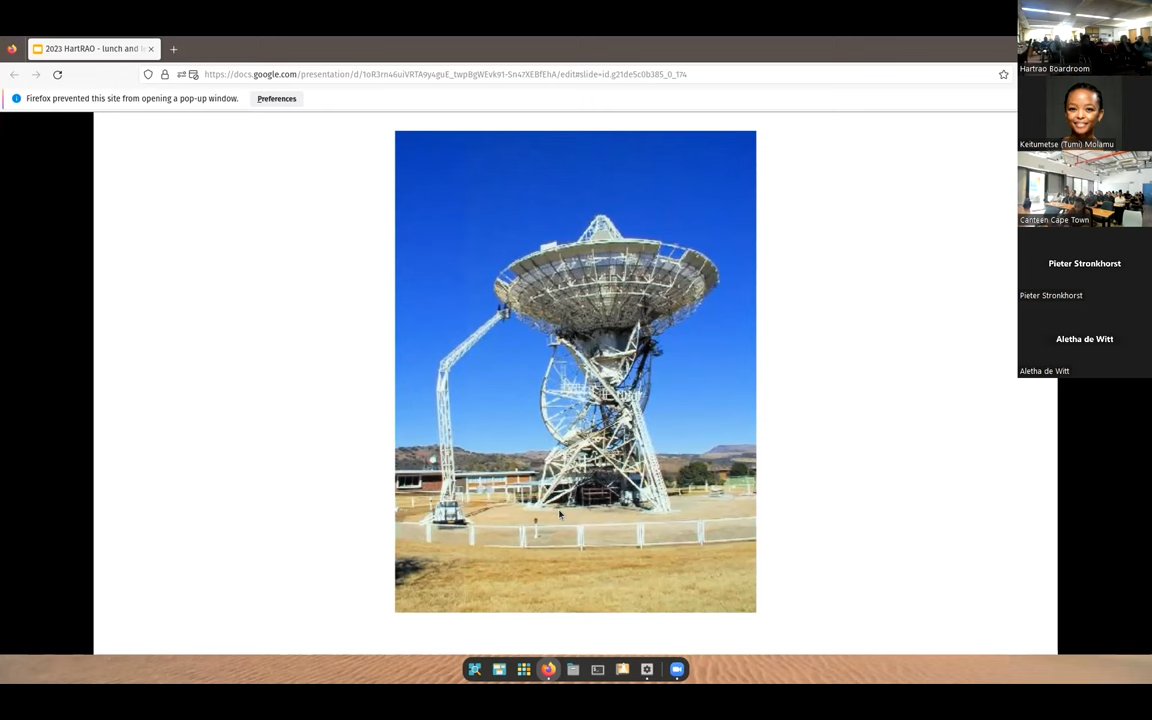 2023 HartRAO - lunch and l
https://docs.google.com/presentation/d/1oR3rn46uiVRTA9y4guE_twpBgWEvk91-Sn47XEBfEhA/edit#slide=id.g21de5c0b385_0_174
Firefox prevented this site from opening a pop-up window.
Preferences
Hartrao Boardroom
Keitumetse (Tumi) Molamu
Canteen Cape Town
Pieter Stronkhorst
Pieter Stronkhorst
Aletha de Witt
Aletha de Witt